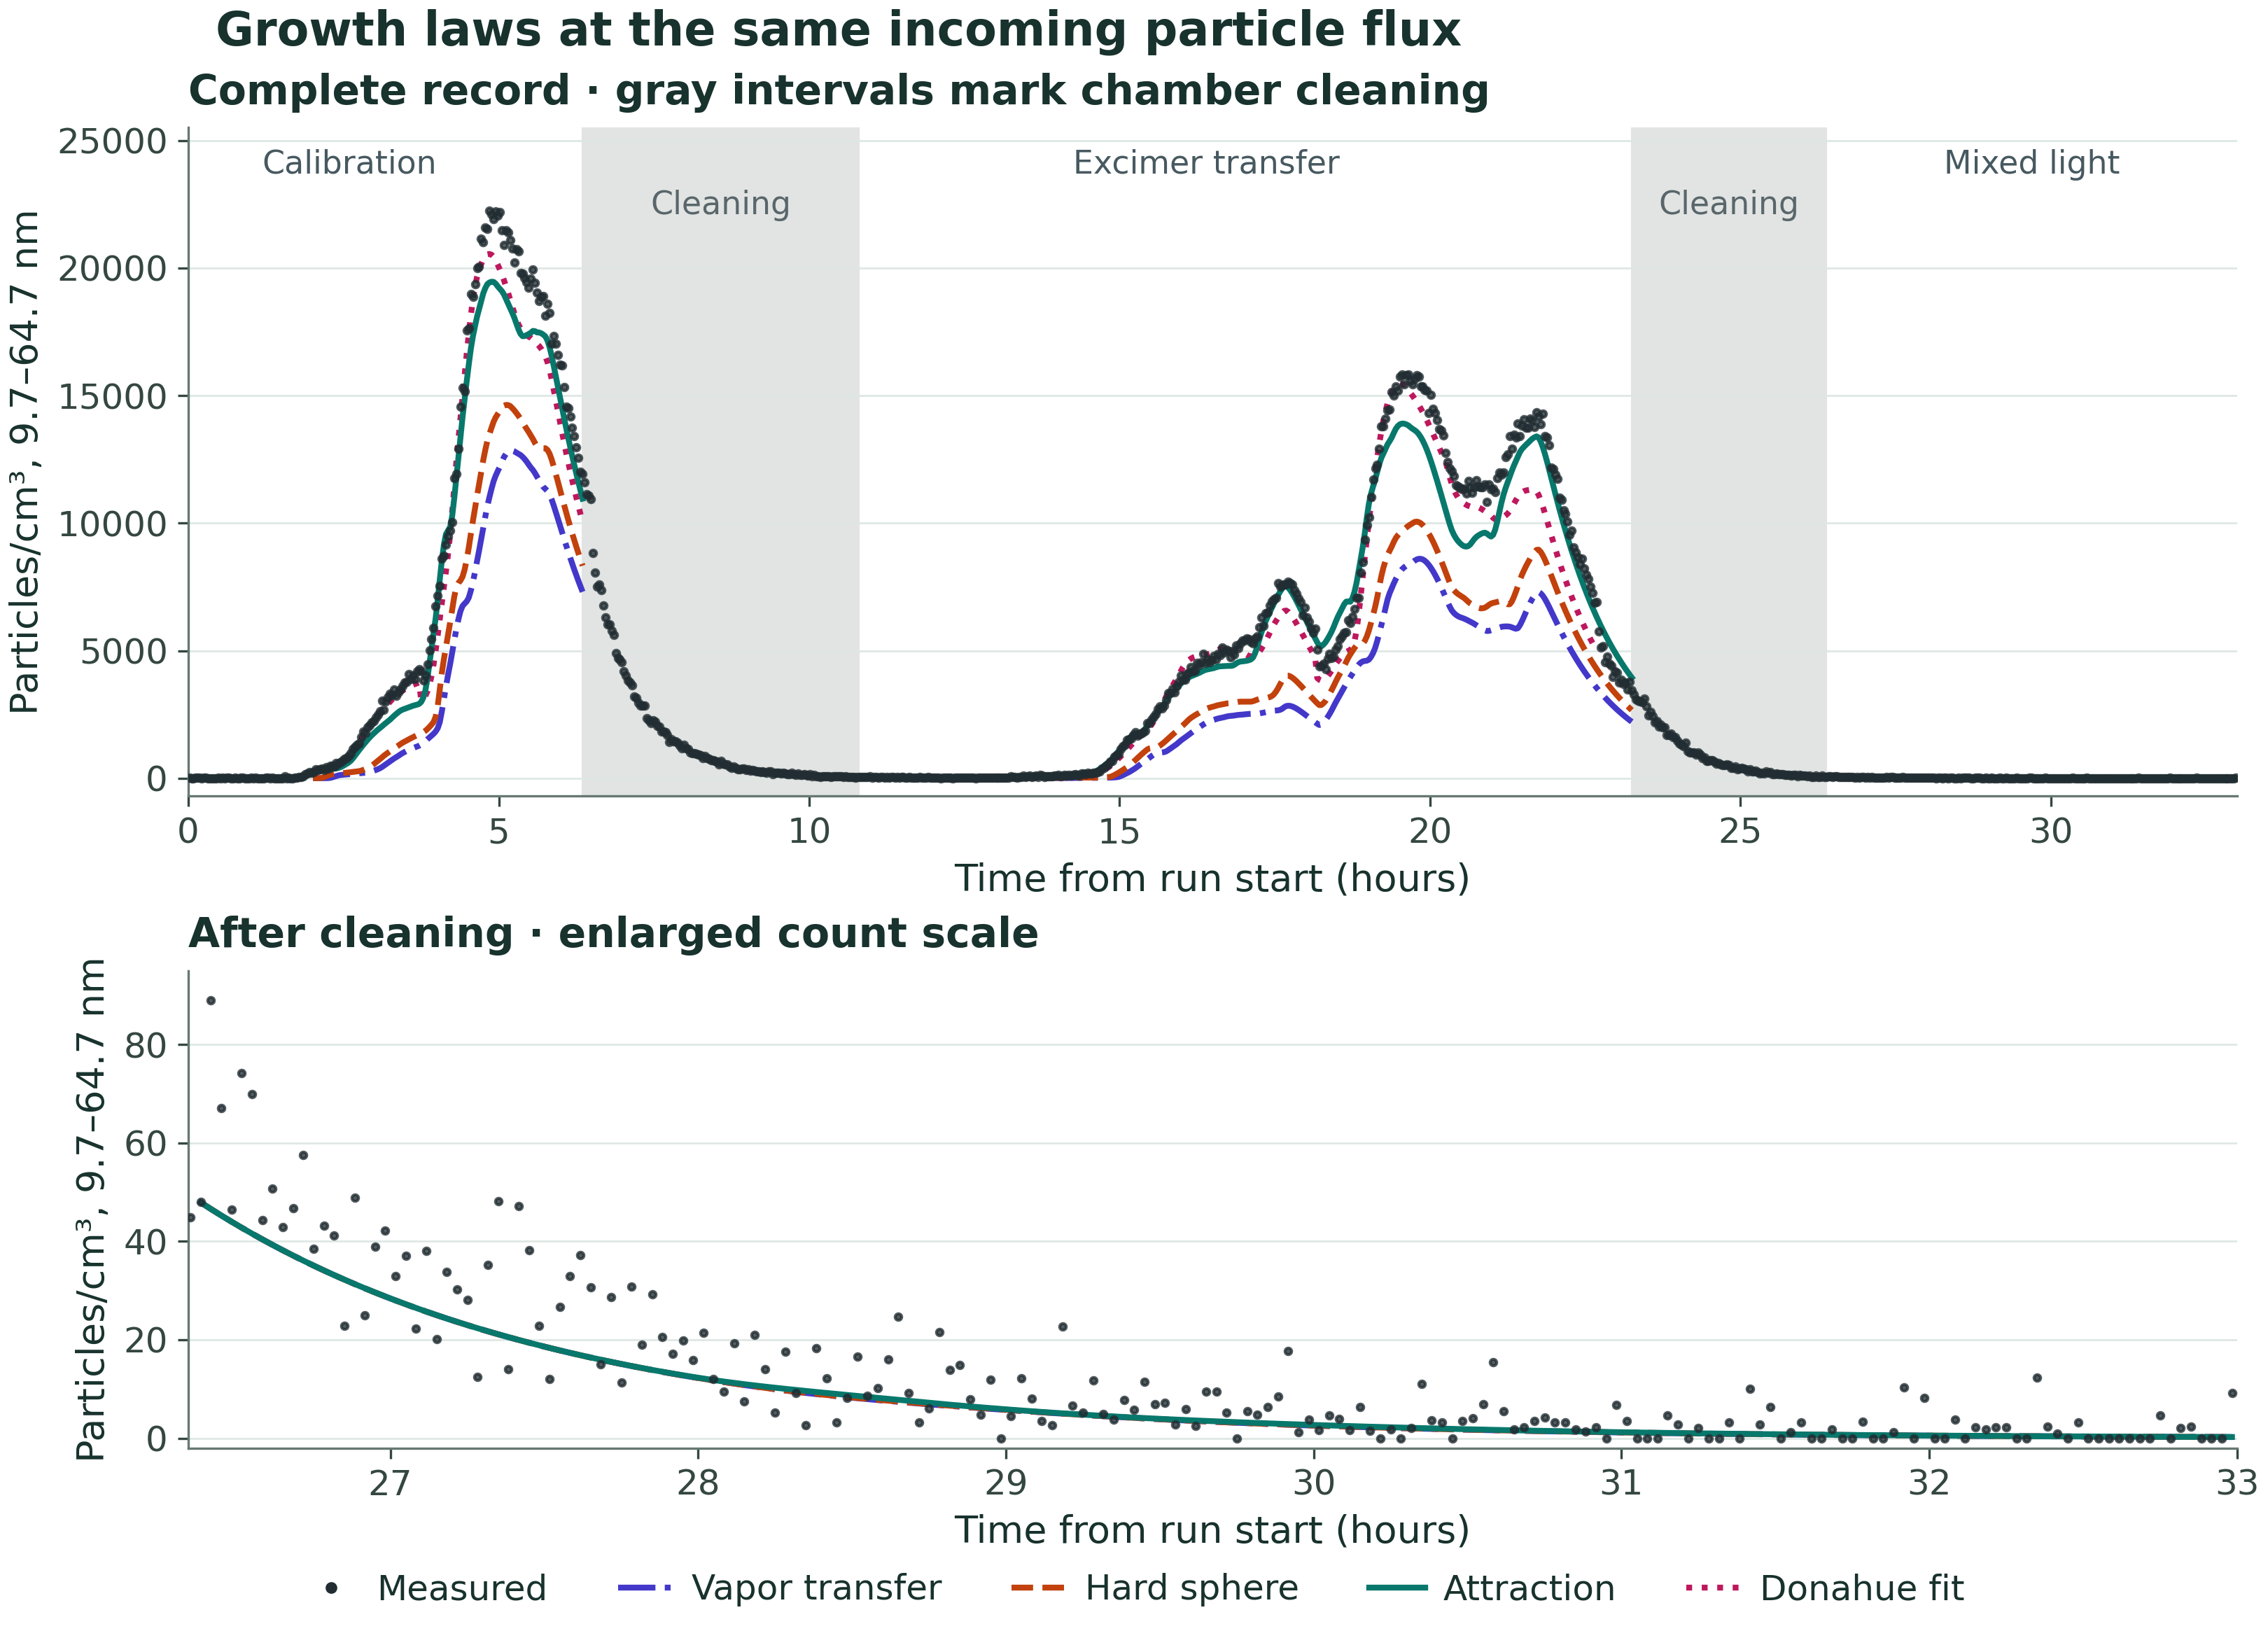 Growth laws at the same incoming particle flux
Complete record · gray intervals mark chamber cleaning
Particles/cm³, 9.7–64.7 nm
25000
20000
15000
10000
5000
0
Calibration
Cleaning
Excimer transfer
Cleaning
Mixed light
0 5 10 15 20 25 30
Time from run start (hours)
After cleaning · enlarged count scale
Particles/cm³, 9.7–64.7 nm
80
60
40
20
0
27 28 29 30 31 32 33
Time from run start (hours)
Measured Vapor transfer Hard sphere Attraction Donahue fit